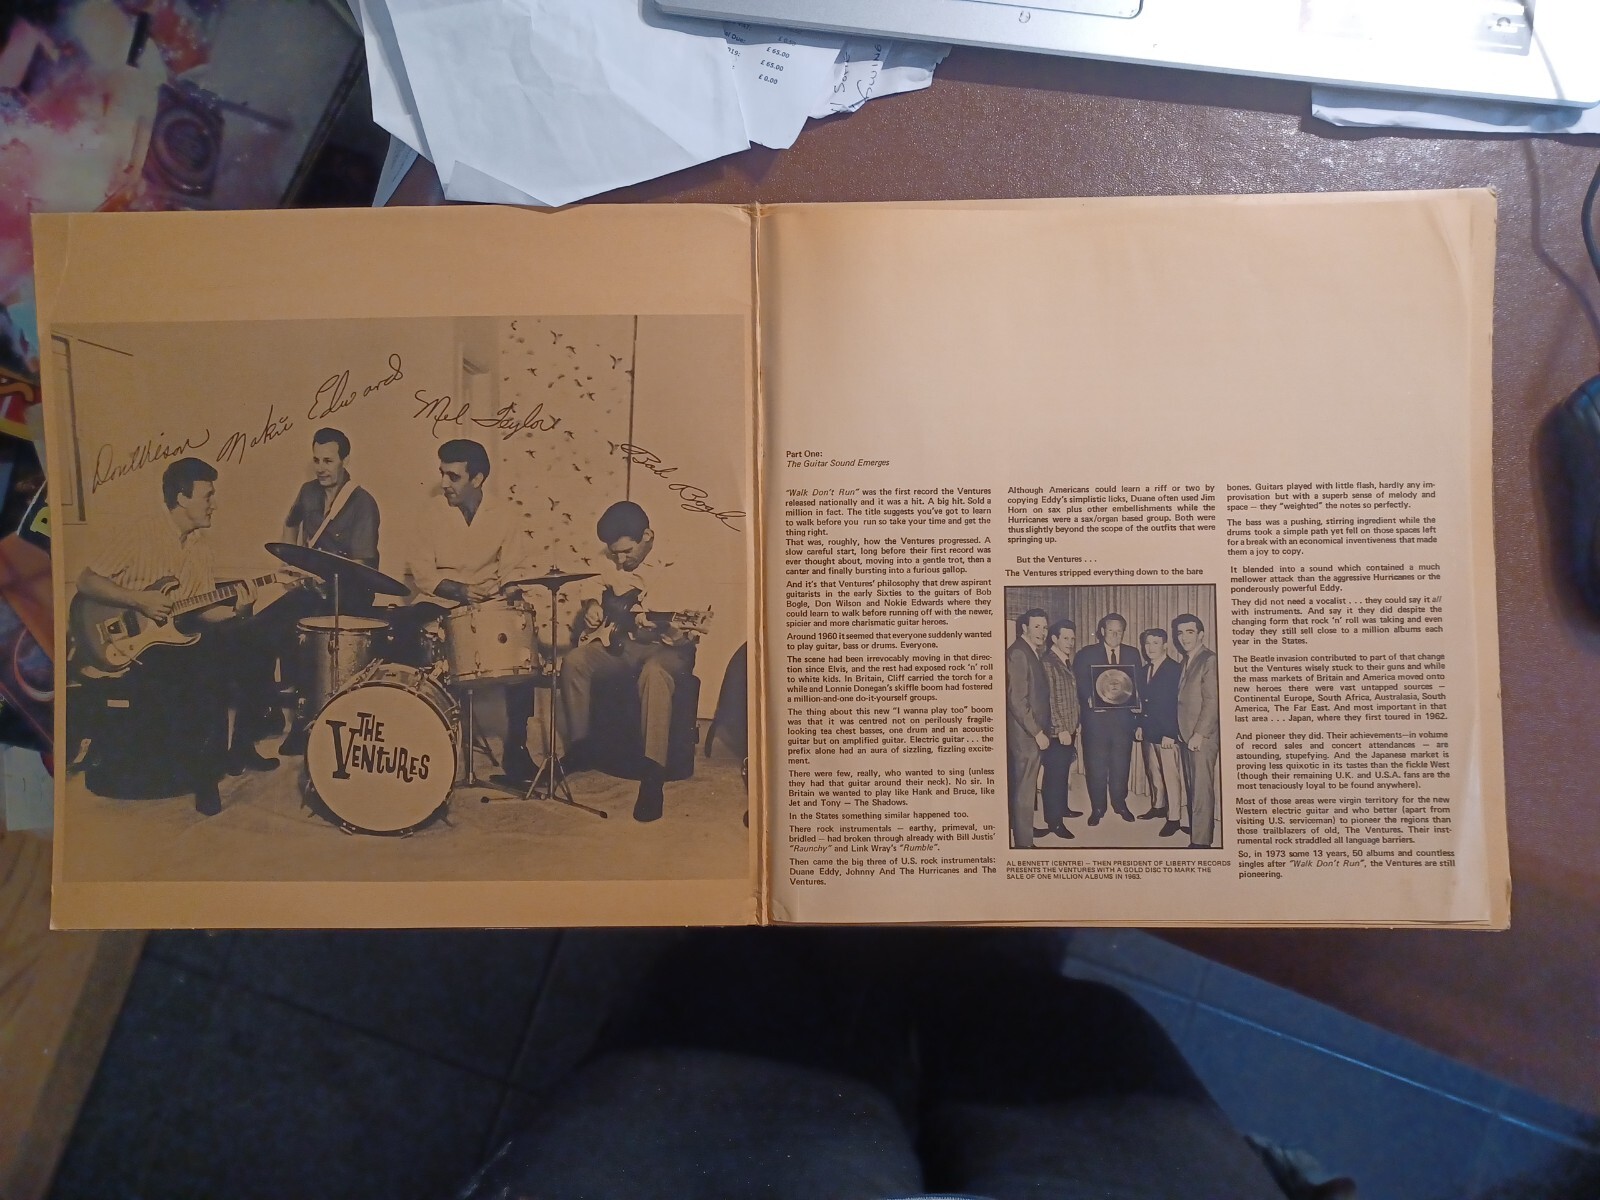 l Due:
£ 65.00
£ 65.00
£ 0.00
Don Wilson
Nokie Edwards
Mel Taylor
Bob Bogle
THE
VENTURES
Part One:
The Guitar Sound Emerges
"Walk Don't Run" was the first record the Ventures
released nationally and it was a hit. A big hit. Sold a
million in fact. The title suggests you've got to learn
to walk before you run so take your time and get the
thing right.
That was, roughly, how the Ventures progressed. A
slow careful start, long before their first record was
ever thought about, moving into a gentle trot, then a
canter and finally bursting into a furious gallop.
And it's that Ventures' philosophy that drew aspirant
guitarists in the early Sixties to the guitars of Bob
Bogle, Don Wilson and Nokie Edwards where they
could learn to walk before running off with the newer,
spicier and more charismatic guitar heroes.
Around 1960 it seemed that everyone suddenly wanted
to play guitar, bass or drums. Everyone.
The scene had been irrevocably moving in that direc-
tion since Elvis, and the rest had exposed rock 'n' roll
to white kids. In Britain, Cliff carried the torch for a
while and Lonnie Donegan's skiffle boom had fostered
a million-and-one do-it-yourself groups.
The thing about this new "I wanna play too" boom
was that it was centred not on perilously fragile-
looking tea chest basses, one drum and an acoustic
guitar but on amplified guitar. Electric guitar . . . the
prefix alone had an aura of sizzling, fizzling excite-
ment.
There were few, really, who wanted to sing (unless
they had that guitar around their neck). No sir. In
Britain we wanted to play like Hank and Bruce, like
Jet and Tony — The Shadows.
In the States something similar happened too.
There rock instrumentals — earthy, primeval, un-
bridled — had broken through already with Bill Justis'
"Raunchy" and Link Wray's "Rumble".
Then came the big three of U.S. rock instrumentals:
Duane Eddy, Johnny And The Hurricanes and The
Ventures.
Although Americans could learn a riff or two by
copying Eddy's simplistic licks, Duane often used Jim
Horn on sax plus other embellishments while the
Hurricanes were a sax/organ based group. Both were
thus slightly beyond the scope of the outfits that were
springing up.
But the Ventures . . .
The Ventures stripped everything down to the bare
AL BENNETT (CENTRE) — THEN PRESIDENT OF LIBERTY RECORDS
PRESENTS THE VENTURES WITH A GOLD DISC TO MARK THE
SALE OF ONE MILLION ALBUMS IN 1963.
bones. Guitars played with little flash, hardly any im-
provisation but with a superb sense of melody and
space — they "weighted" the notes so perfectly.
The bass was a pushing, stirring ingredient while the
drums took a simple path yet fell on those spaces left
for a break with an economical inventiveness that made
them a joy to copy.
It blended into a sound which contained a much
mellower attack than the aggressive Hurricanes or the
ponderously powerful Eddy.
They did not need a vocalist . . . they could say it all
with instruments. And say it they did despite the
changing form that rock 'n' roll was taking and even
today they still sell close to a million albums each
year in the States.
The Beatle invasion contributed to part of that change
but the Ventures wisely stuck to their guns and while
the mass markets of Britain and America moved onto
new heroes there were vast untapped sources —
Continental Europe, South Africa, Australasia, South
America, The Far East. And most important in that
last area . . . Japan, where they first toured in 1962.
And pioneer they did. Their achievements—in volume
of record sales and concert attendances — are
astounding, stupefying. And the Japanese market is
proving less quixotic in its tastes than the fickle West
(though their remaining U.K. and U.S.A. fans are the
most tenaciously loyal to be found anywhere).
Most of those areas were virgin territory for the new
Western electric guitar and who better (apart from
visiting U.S. serviceman) to pioneer the regions than
those trailblazers of old, The Ventures. Their inst-
rumental rock straddled all language barriers.
So, in 1973 some 13 years, 50 albums and countless
singles after "Walk Don't Run", the Ventures are still
pioneering.